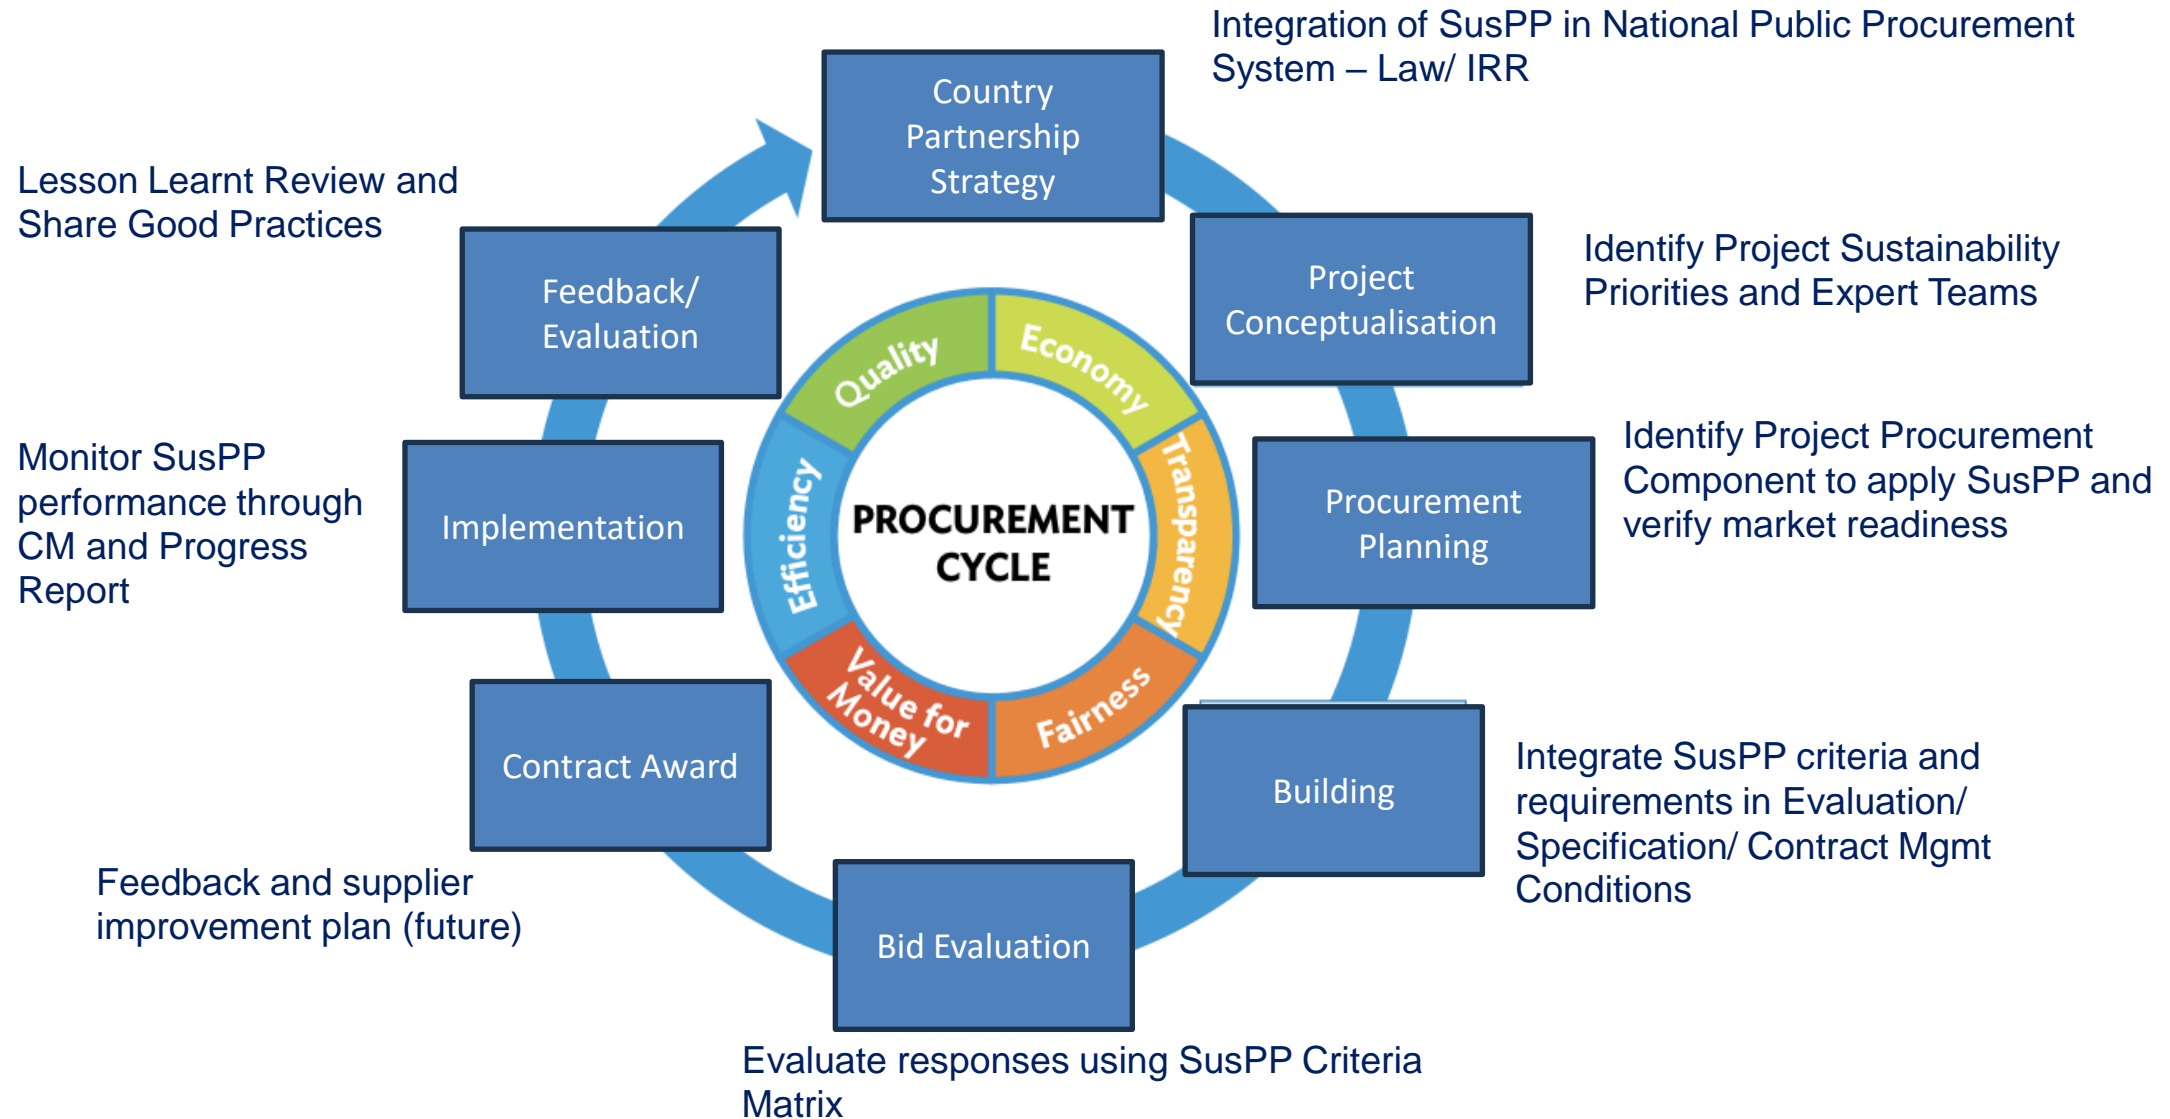 Integration of SusPP in National Public Procurement
System – Law/ IRR
Country
Partnership
Strategy
Lesson Learnt Review and
Share Good Practices
Feedback/
Evaluation
Project
Conceptualisation
Identify Project Sustainability
Priorities and Expert Teams
Quality
Economy
Transparency
Fairness
Value for
Money
Efficiency
PROCUREMENT
CYCLE
Monitor SusPP
performance through
CM and Progress
Report
Implementation
Procurement
Planning
Identify Project Procurement
Component to apply SusPP and
verify market readiness
Contract Award
Feedback and supplier
improvement plan (future)
Building
Integrate SusPP criteria and
requirements in Evaluation/
Specification/ Contract Mgmt
Conditions
Bid Evaluation
Evaluate responses using SusPP Criteria
Matrix